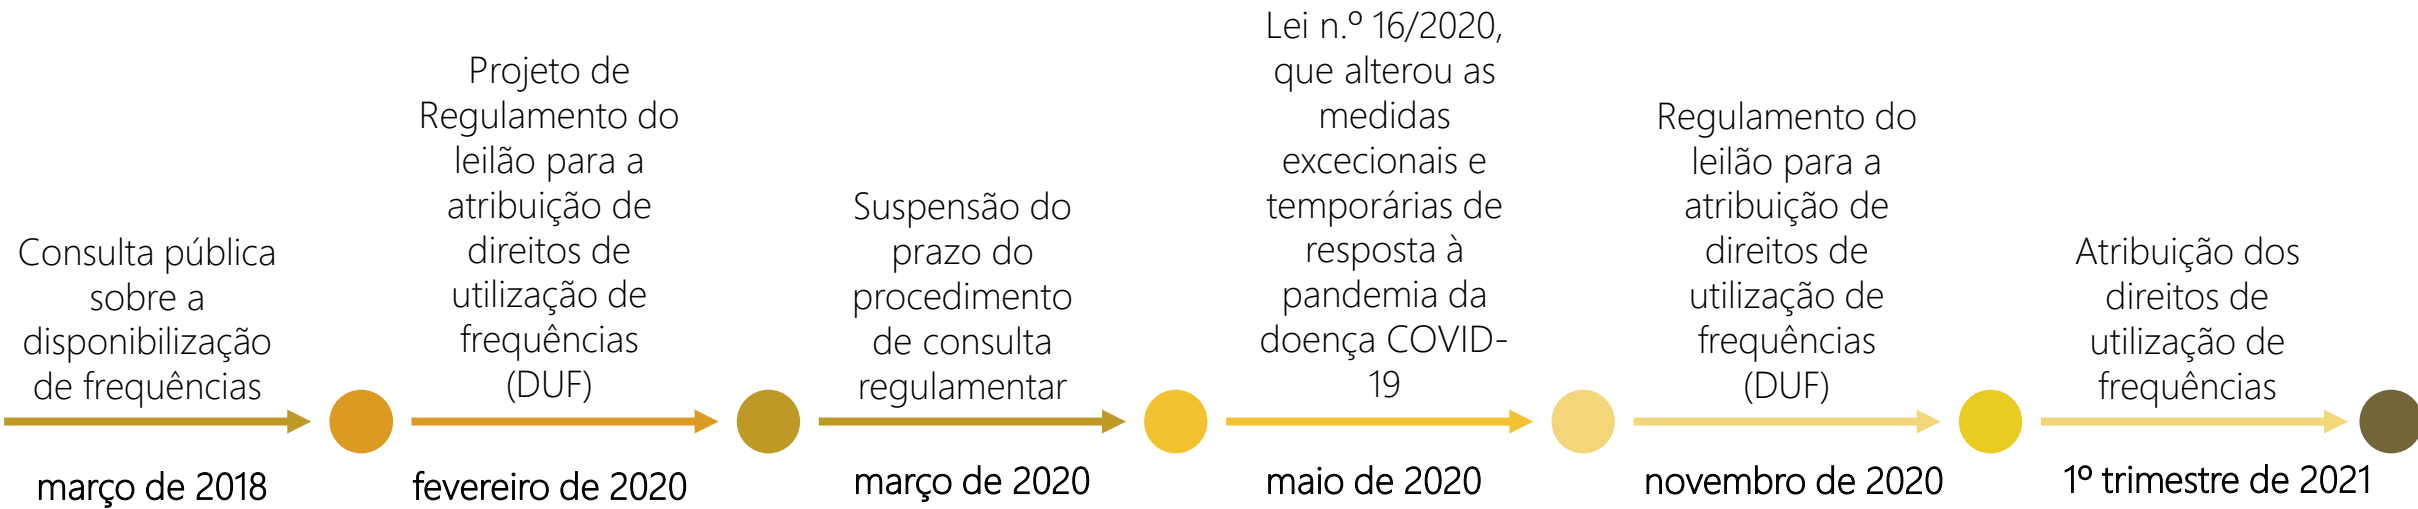 Consulta pública
sobre a
disponibilização
de frequências
março de 2018
Projeto de
Regulamento do
leilão para a
atribuição de
direitos de
utilização de
frequências
(DUF)
fevereiro de 2020
Suspensão do
prazo do
procedimento
de consulta
regulamentar
março de 2020
Lei n.º 16/2020,
que alterou as
medidas
excecionais e
temporárias de
resposta à
pandemia da
doença COVID-
19
maio de 2020
Regulamento do
leilão para a
atribuição de
direitos de
utilização de
frequências
(DUF)
novembro de 2020
Atribuição dos
direitos de
utilização de
frequências
1º trimestre de 2021